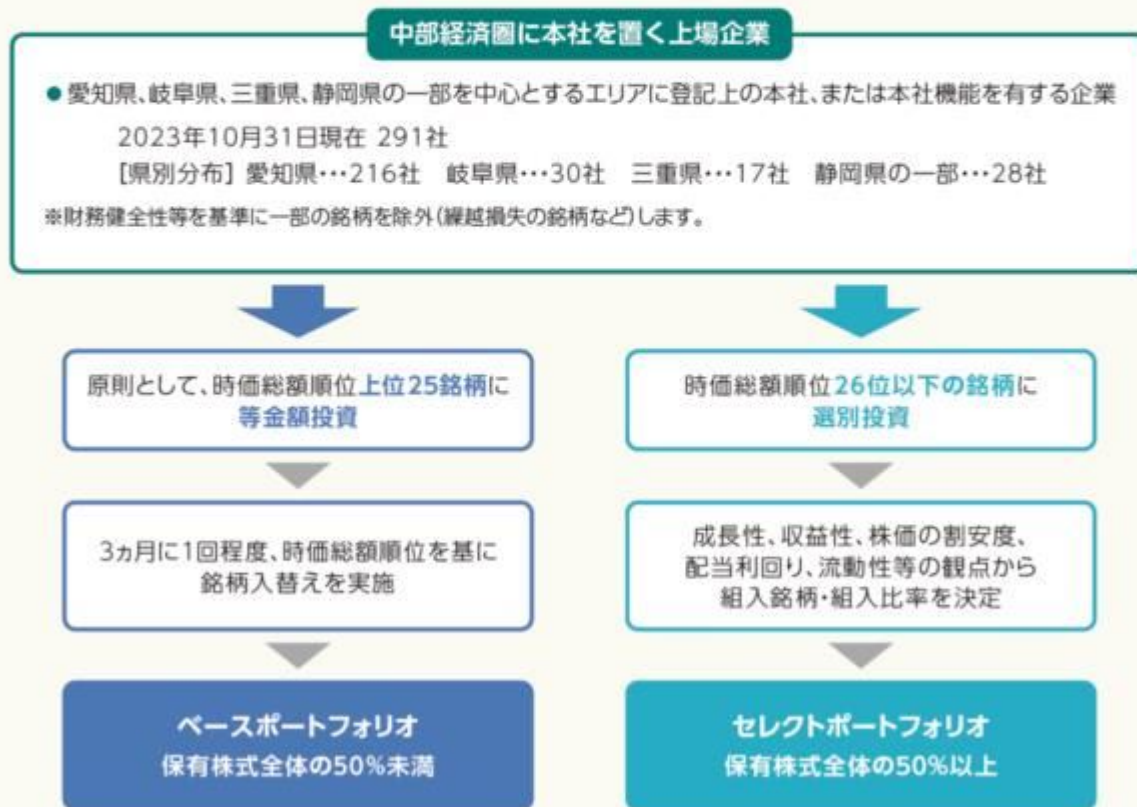 中部経済圏に本社を置く上場企業
●愛知県、岐阜県、三重県、静岡県の一部を中心とするエリアに登記上の本社、または本社機能を有する企業
2023年10月31日現在 291社
[県別分布] 愛知県…216社　岐阜県…30社　三重県…17社　静岡県の一部…28社
※財務健全性等を基準に一部の銘柄を除外(繰越損失の銘柄など)します。
原則として、時価総額順位上位25銘柄に
等金額投資
3ヵ月に1回程度、時価総額順位を基に
銘柄入替えを実施
ベースポートフォリオ
保有株式全体の50%未満
時価総額順位26位以下の銘柄に
選別投資
成長性、収益性、株価の割安度、
配当利回り、流動性等の観点から
組入銘柄・組入比率を決定
セレクトポートフォリオ
保有株式全体の50%以上